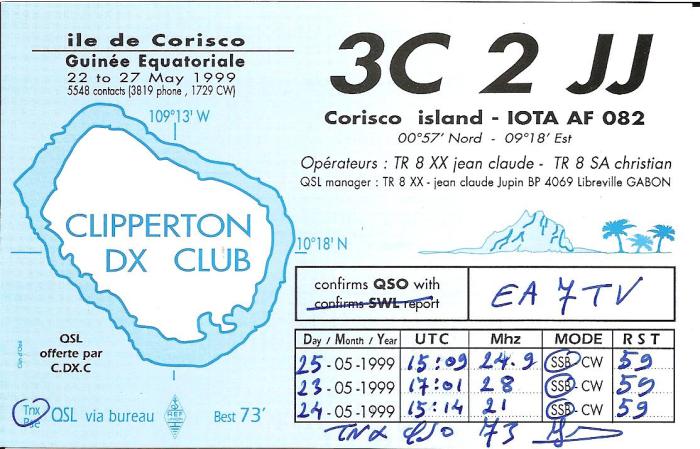 ile de Corisco
Guinée Equatoriale
22 to 27 May 1999
5548 contacts (3819 phone , 1729 CW)
3C 2 JJ
Corisco island - IOTA AF 082
00°57' Nord - 09°18' Est
Opérateurs : TR 8 XX jean claude - TR 8 SA christian
QSL manager : TR 8 XX - jean claude Jupin BP 4069 Libreville GABON
109°13' W
CLIPPERTON
DX CLUB
10°18' N
QSL
offerte par
C.DX.C
confirms QSO with
confirms SWL report
EA7TV
Day / Month / Year UTC Mhz MODE R S T
25 - 05 -1999 15:09 24.9 SSB - CW 59
23 - 05 -1999 17:01 28 SSB - CW 59
24 - 05 -1999 15:14 21 SSB - CW 59
Tnx
Pse
QSL via bureau
REF
Best 73'
TNX QSO 73